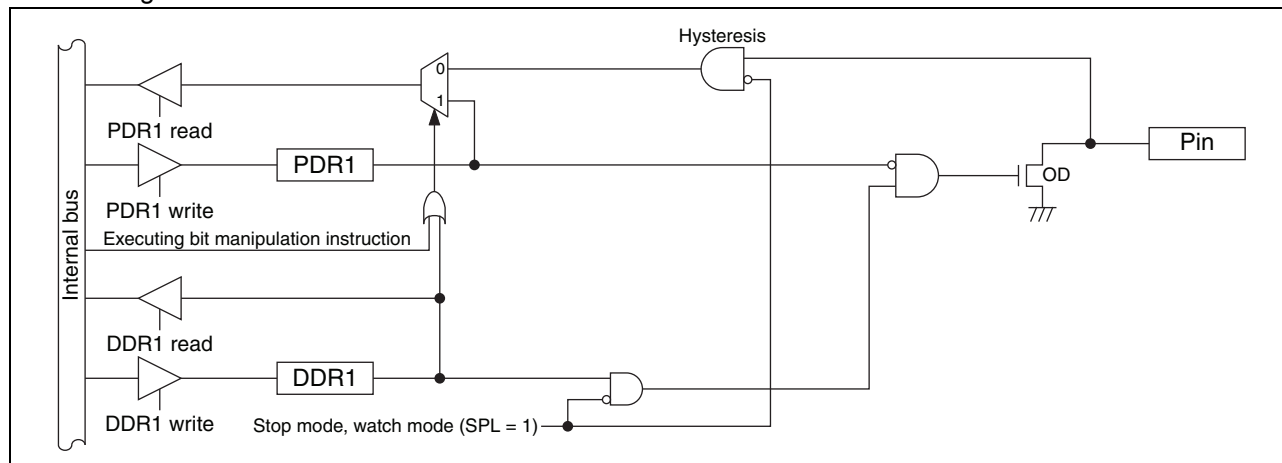 Hysteresis
0
1
PDR1 read
PDR1
Pin
OD
PDR1 write
Executing bit manipulation instruction
Internal bus
DDR1 read
DDR1
DDR1 write
Stop mode, watch mode (SPL = 1)